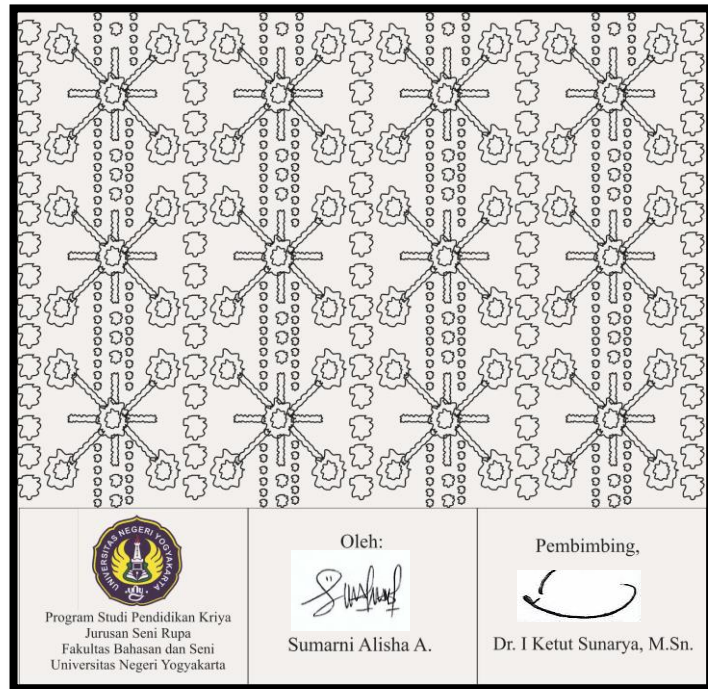 UNIVERSITAS NEGERI YOGYAKARTA
Program Studi Pendidikan Kriya
Jurusan Seni Rupa
Fakultas Bahasan dan Seni
Universitas Negeri Yogyakarta
Oleh:
Sumarni Alisha A.
Pembimbing,
Dr. I Ketut Sunarya, M.Sn.